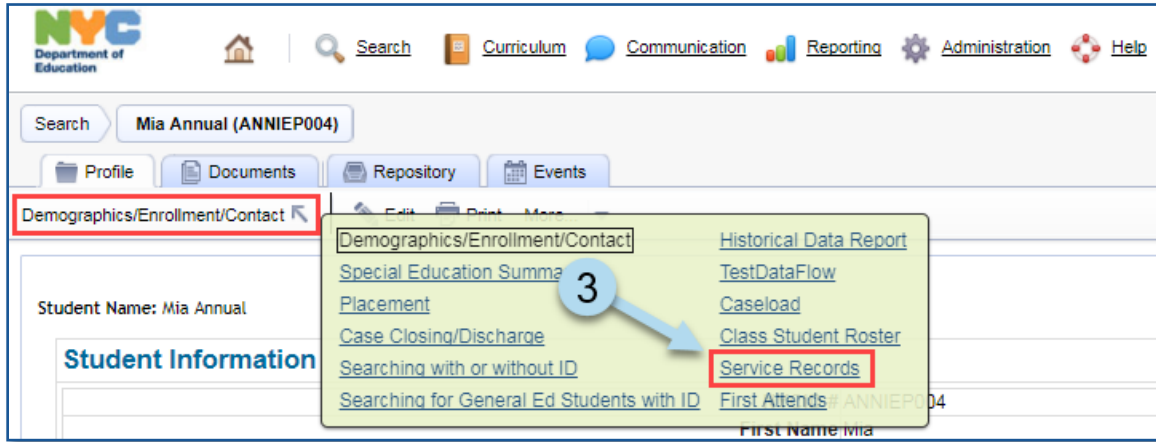 NYC
Department of
Education
Search Curriculum Communication Reporting Administration Help
Search Mia Annual (ANNIEP004)
Profile Documents Repository Events
Demographics/Enrollment/Contact Edit Print More...
Demographics/Enrollment/Contact Historical Data Report
Special Education Summa TestDataFlow
3
Placement Caseload
Student Name: Mia Annual
Case Closing/Discharge Class Student Roster
Student Information
Searching with or without ID Service Records
Searching for General Ed Students with ID First Attends # ANNIEP004
First Name Mia